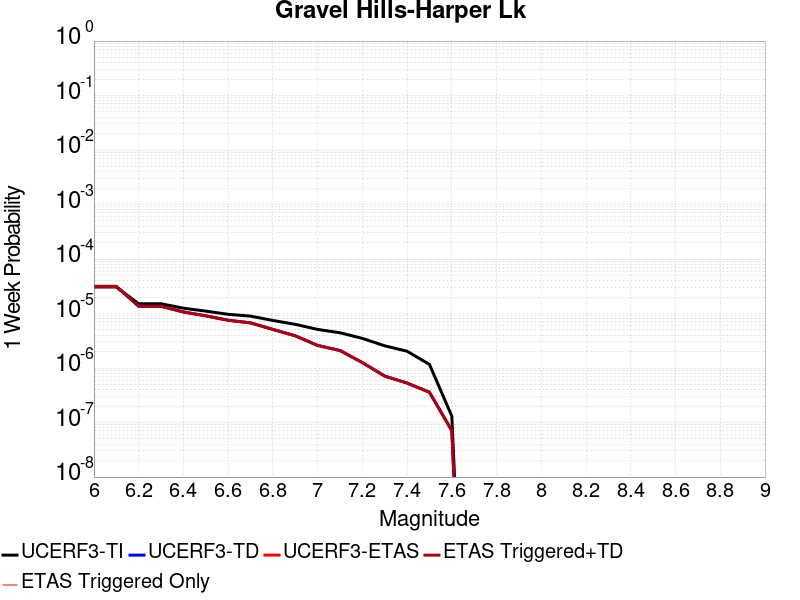 Gravel Hills-Harper Lk
10^0
10^-1
10^-2
10^-3
10^-4
10^-5
10^-6
10^-7
10^-8
1 Week Probability
6 6.2 6.4 6.6 6.8 7 7.2 7.4 7.6 7.8 8 8.2 8.4 8.6 8.8 9
Magnitude
UCERF3-TI UCERF3-TD UCERF3-ETAS ETAS Triggered+TD
ETAS Triggered Only